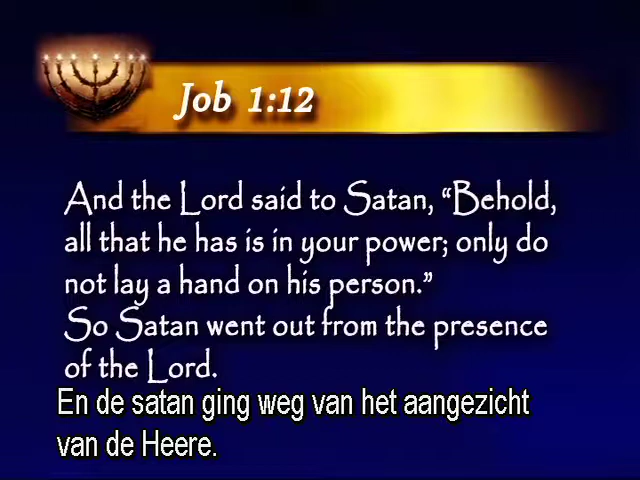 Job 1:12
And the Lord said to Satan, “Behold,
all that he has is in your power; only do
not lay a hand on his person.”
So Satan went out from the presence
of the Lord.
En de satan ging weg van het aangezicht
van de Heere.